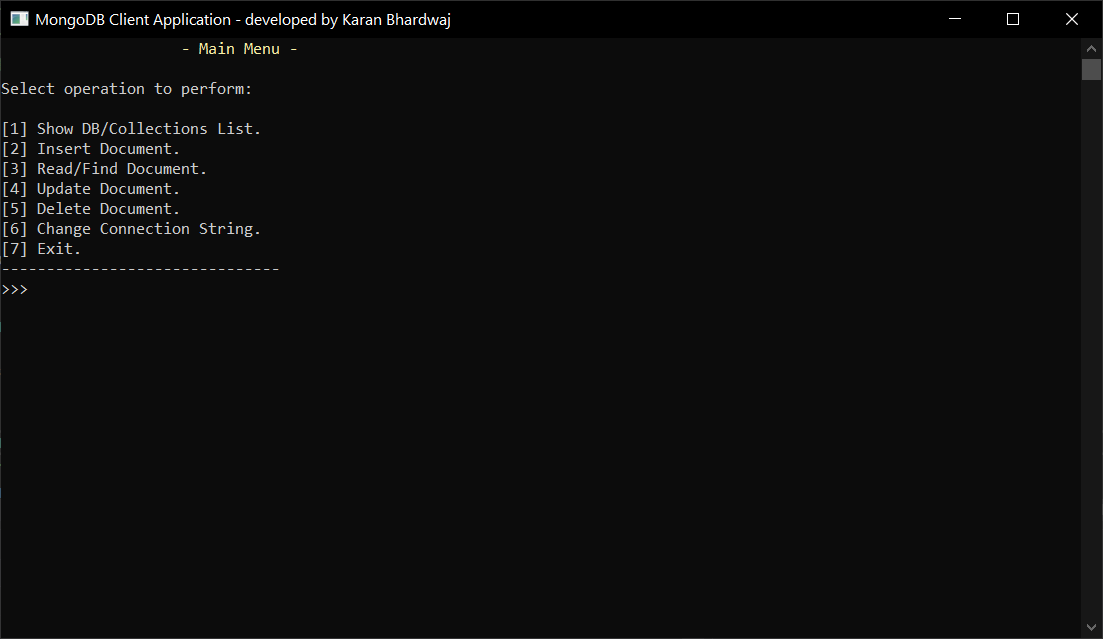 MongoDB Client Application - developed by Karan Bhardwaj
- Main Menu -
Select operation to perform:
[1] Show DB/Collections List.
[2] Insert Document.
[3] Read/Find Document.
[4] Update Document.
[5] Delete Document.
[6] Change Connection String.
[7] Exit.
-------------------------------
>>>